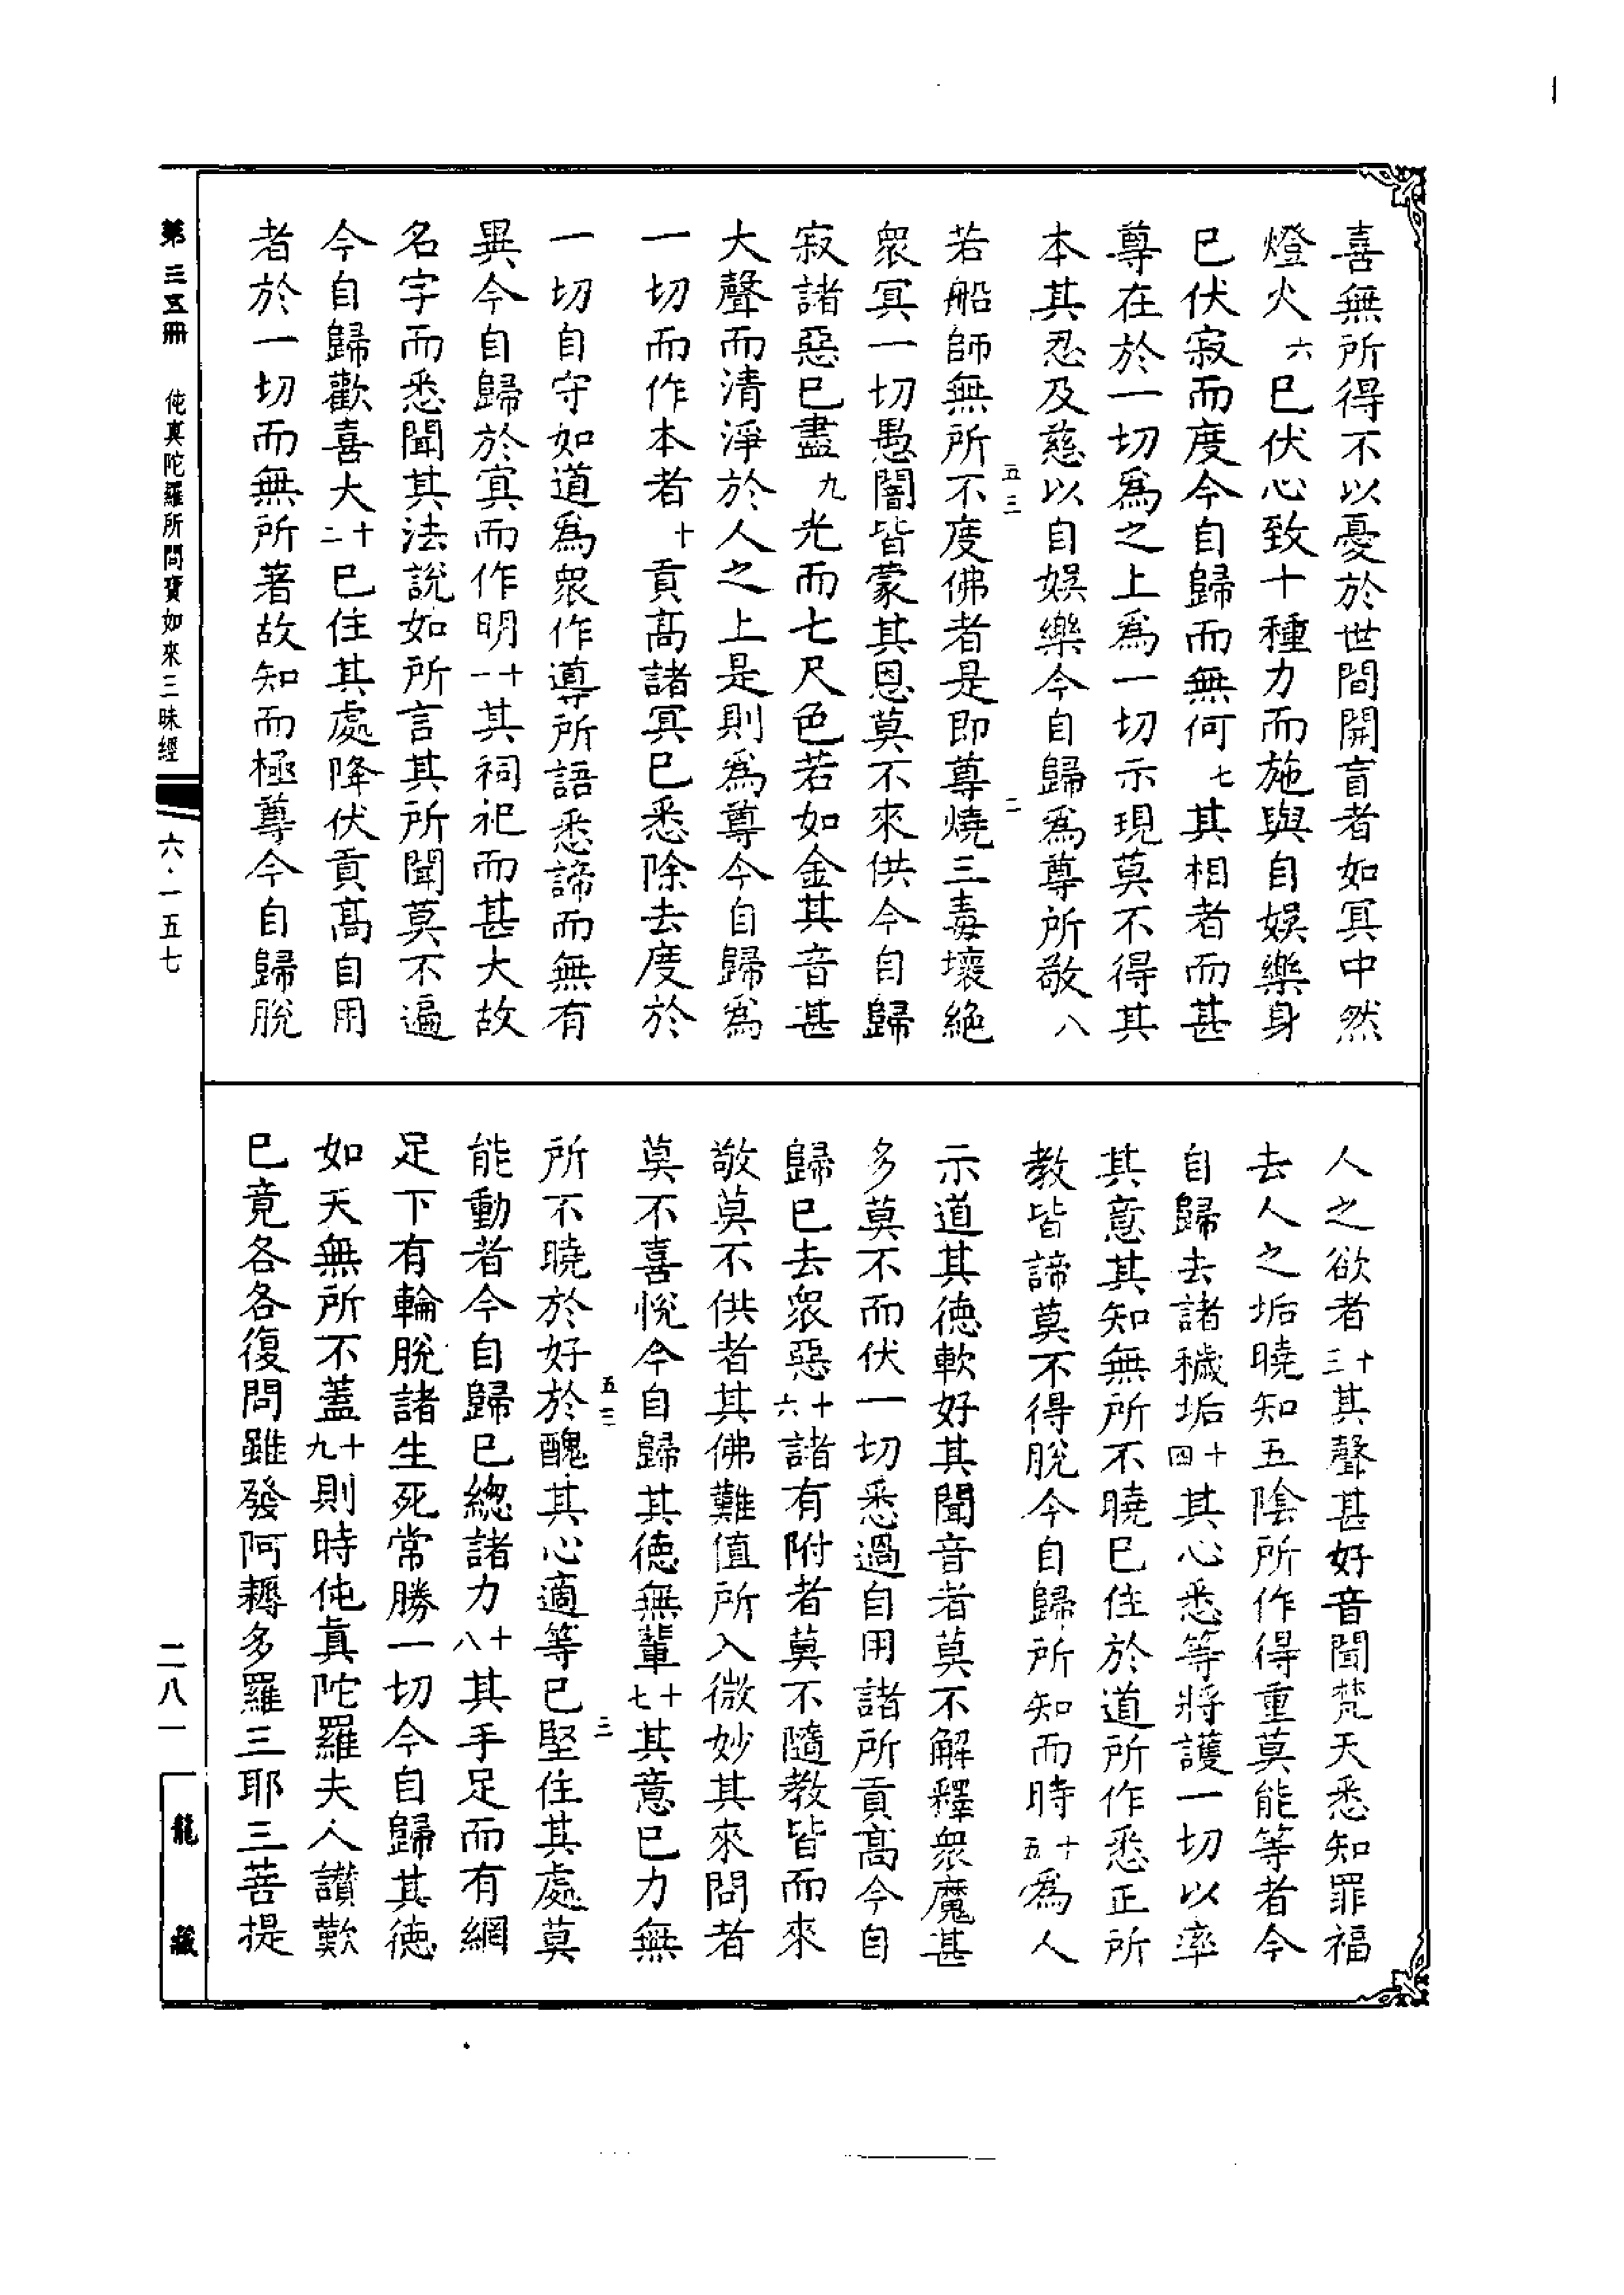 喜無所得不以憂於世間開盲者如冥中然
燈火六已伏心致十種力而施與自娛樂身
已伏寂而度今自歸而無何七其相者而甚
尊在於一切爲之上爲一切示現莫不得其
本其忍及慈以自娛樂今自歸爲尊所敬八
五三 二
若船師無所不度佛者是即尊燒三毒壞絕
衆冥一切愚闇皆蒙其恩莫不來供今自歸
寂諸惡已盡九光而七尺色若如金其音甚
大聲而清淨於人之上是則爲尊今自歸爲
一切而作本者十貢高諸冥已悉除去度於
一切自守如道爲衆作導所語悉諦而無有
異今自歸於冥而作明十一其祠祀而甚大故
名字而悉聞其法說如所言其所聞莫不遍
今自歸歡喜大十二已住其處降伏貢高自用
者於一切而無所著故知而極尊今自歸脫
人之欲者十三其聲甚好音聞梵天悉知罪福
去人之垢曉知五陰所作得重莫能等者今
自歸去諸穢垢十四其心悉等將護一切以率
其意其知無所不曉已住於道所作悉正所
教皆諦莫不得脫今自歸所知而時十五爲人
示道其德軟好其聞音者莫不解釋衆魔甚
多莫不而伏一切悉過自用諸所貢高今自
歸已去衆惡十六諸有附者莫不隨教皆而來
敬莫不供者其佛難值所入微妙其來問者
莫不喜悅今自歸其德無輩十七其意已力無
五三 三
所不曉於好於醜其心適等已堅住其處莫
能動者今自歸已總諸力十八其手足而有網
足下有輪脫諸生死常勝一切今自歸其德
如天無所不蓋十九則時伅真陀羅夫人讚歎
已竟各各復問雖發阿耨多羅三耶三菩提
第三五冊 伅真陀羅所問寶如來三昧經 六·一五七
二八一 龍藏